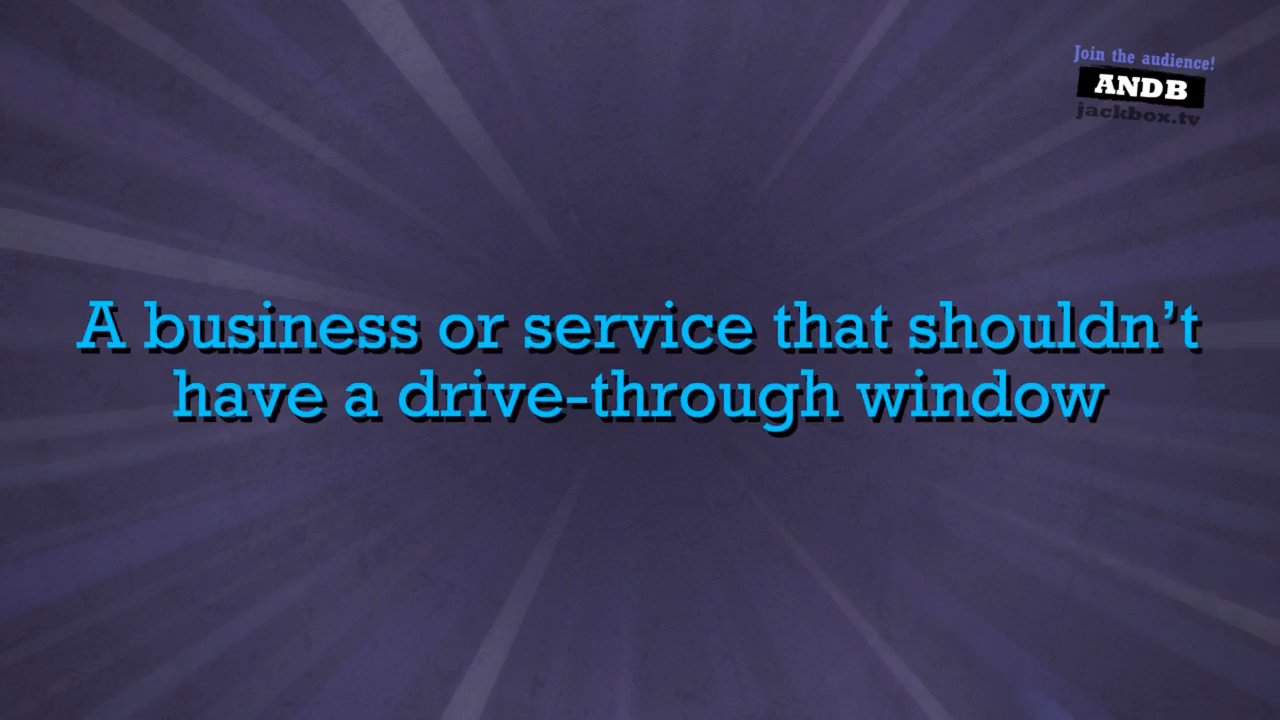 Join the audience!
ANDB
jackbox.tv
A business or service that shouldn't
have a drive-through window